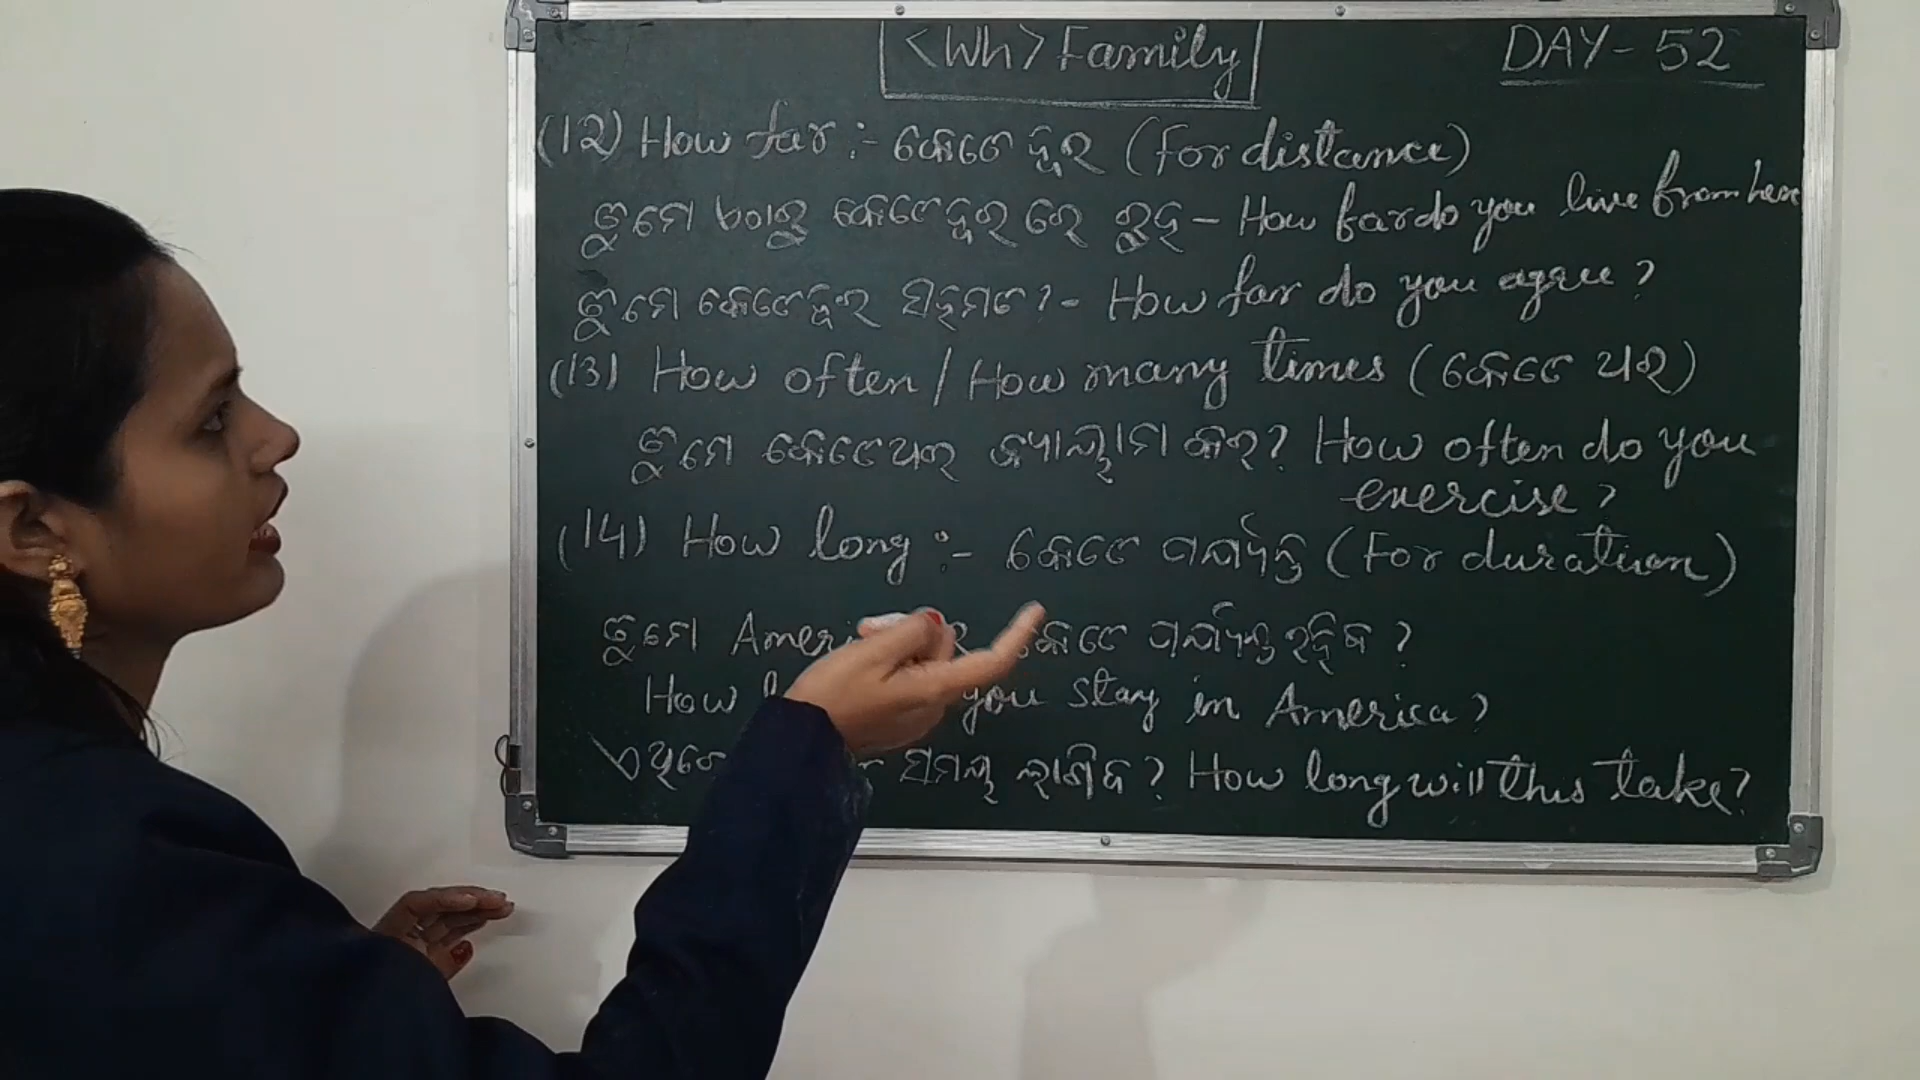 <Wh> Family DAY - 52
(12) How far :- କେତେ ଦୂର (For distance)
ତୁମେ ଏଠାରୁ କେତେଦୂର ରେ ରୁହ - How far do you live from here
ତୁମେ କେତେଦୂର ସହମତ ? - How far do you agree ?
(13) How often / How many times (କେତେ ଥର)
ତୁମେ କେତେଥର ବ୍ୟାୟାମ କର ? How often do you
exercise ?
(14) How long :- କେତେ ପର୍ଯ୍ୟନ୍ତ (For duration)
ତୁମେ କେତେ ପର୍ଯ୍ୟନ୍ତ ରହିବ ?
How you stay in America ?
ଏଥିରେ ସମୟ ଲାଗିବ ? How long will this take ?